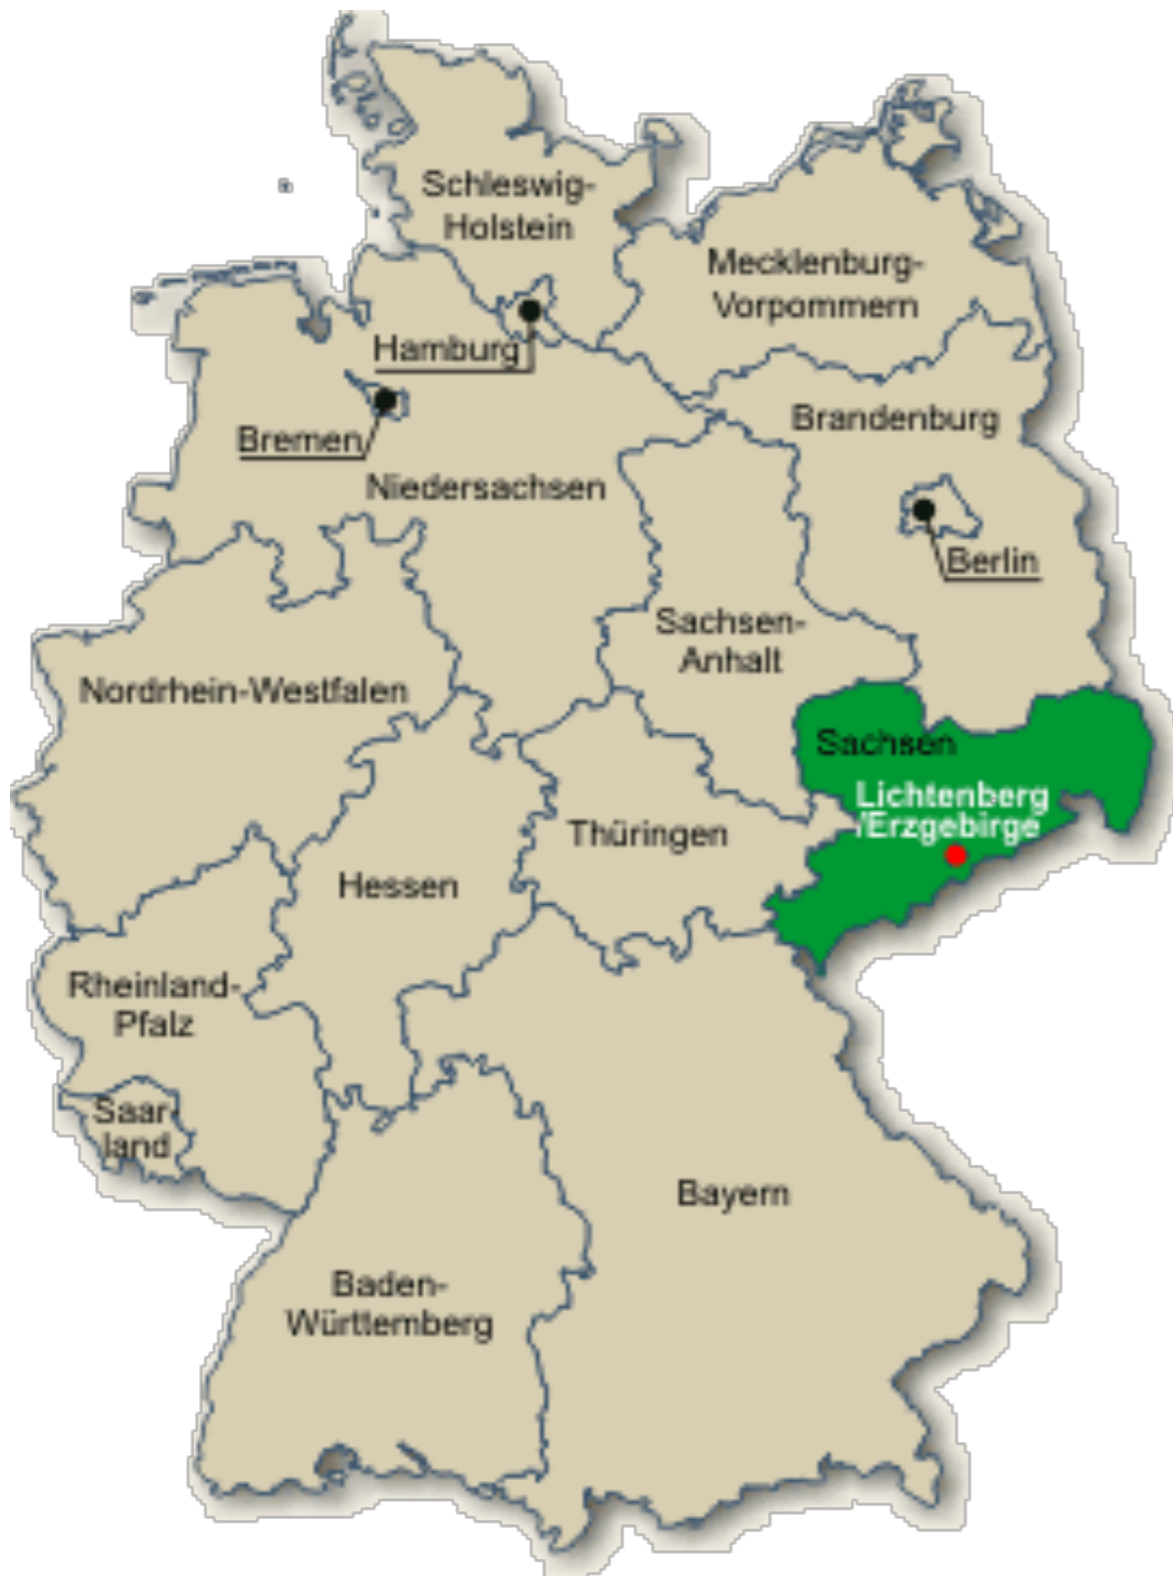 Schleswig-
Holstein
Mecklenburg-
Vorpommern
Hamburg
Brandenburg
Bremen
Niedersachsen
Berlin
Sachsen-
Anhalt
Nordrhein-Westfalen
Sachsen
Lichtenberg
/Erzgebirge
Thüringen
Hessen
Rheinland-
Pfalz
Saar-
land
Bayern
Baden-
Württemberg